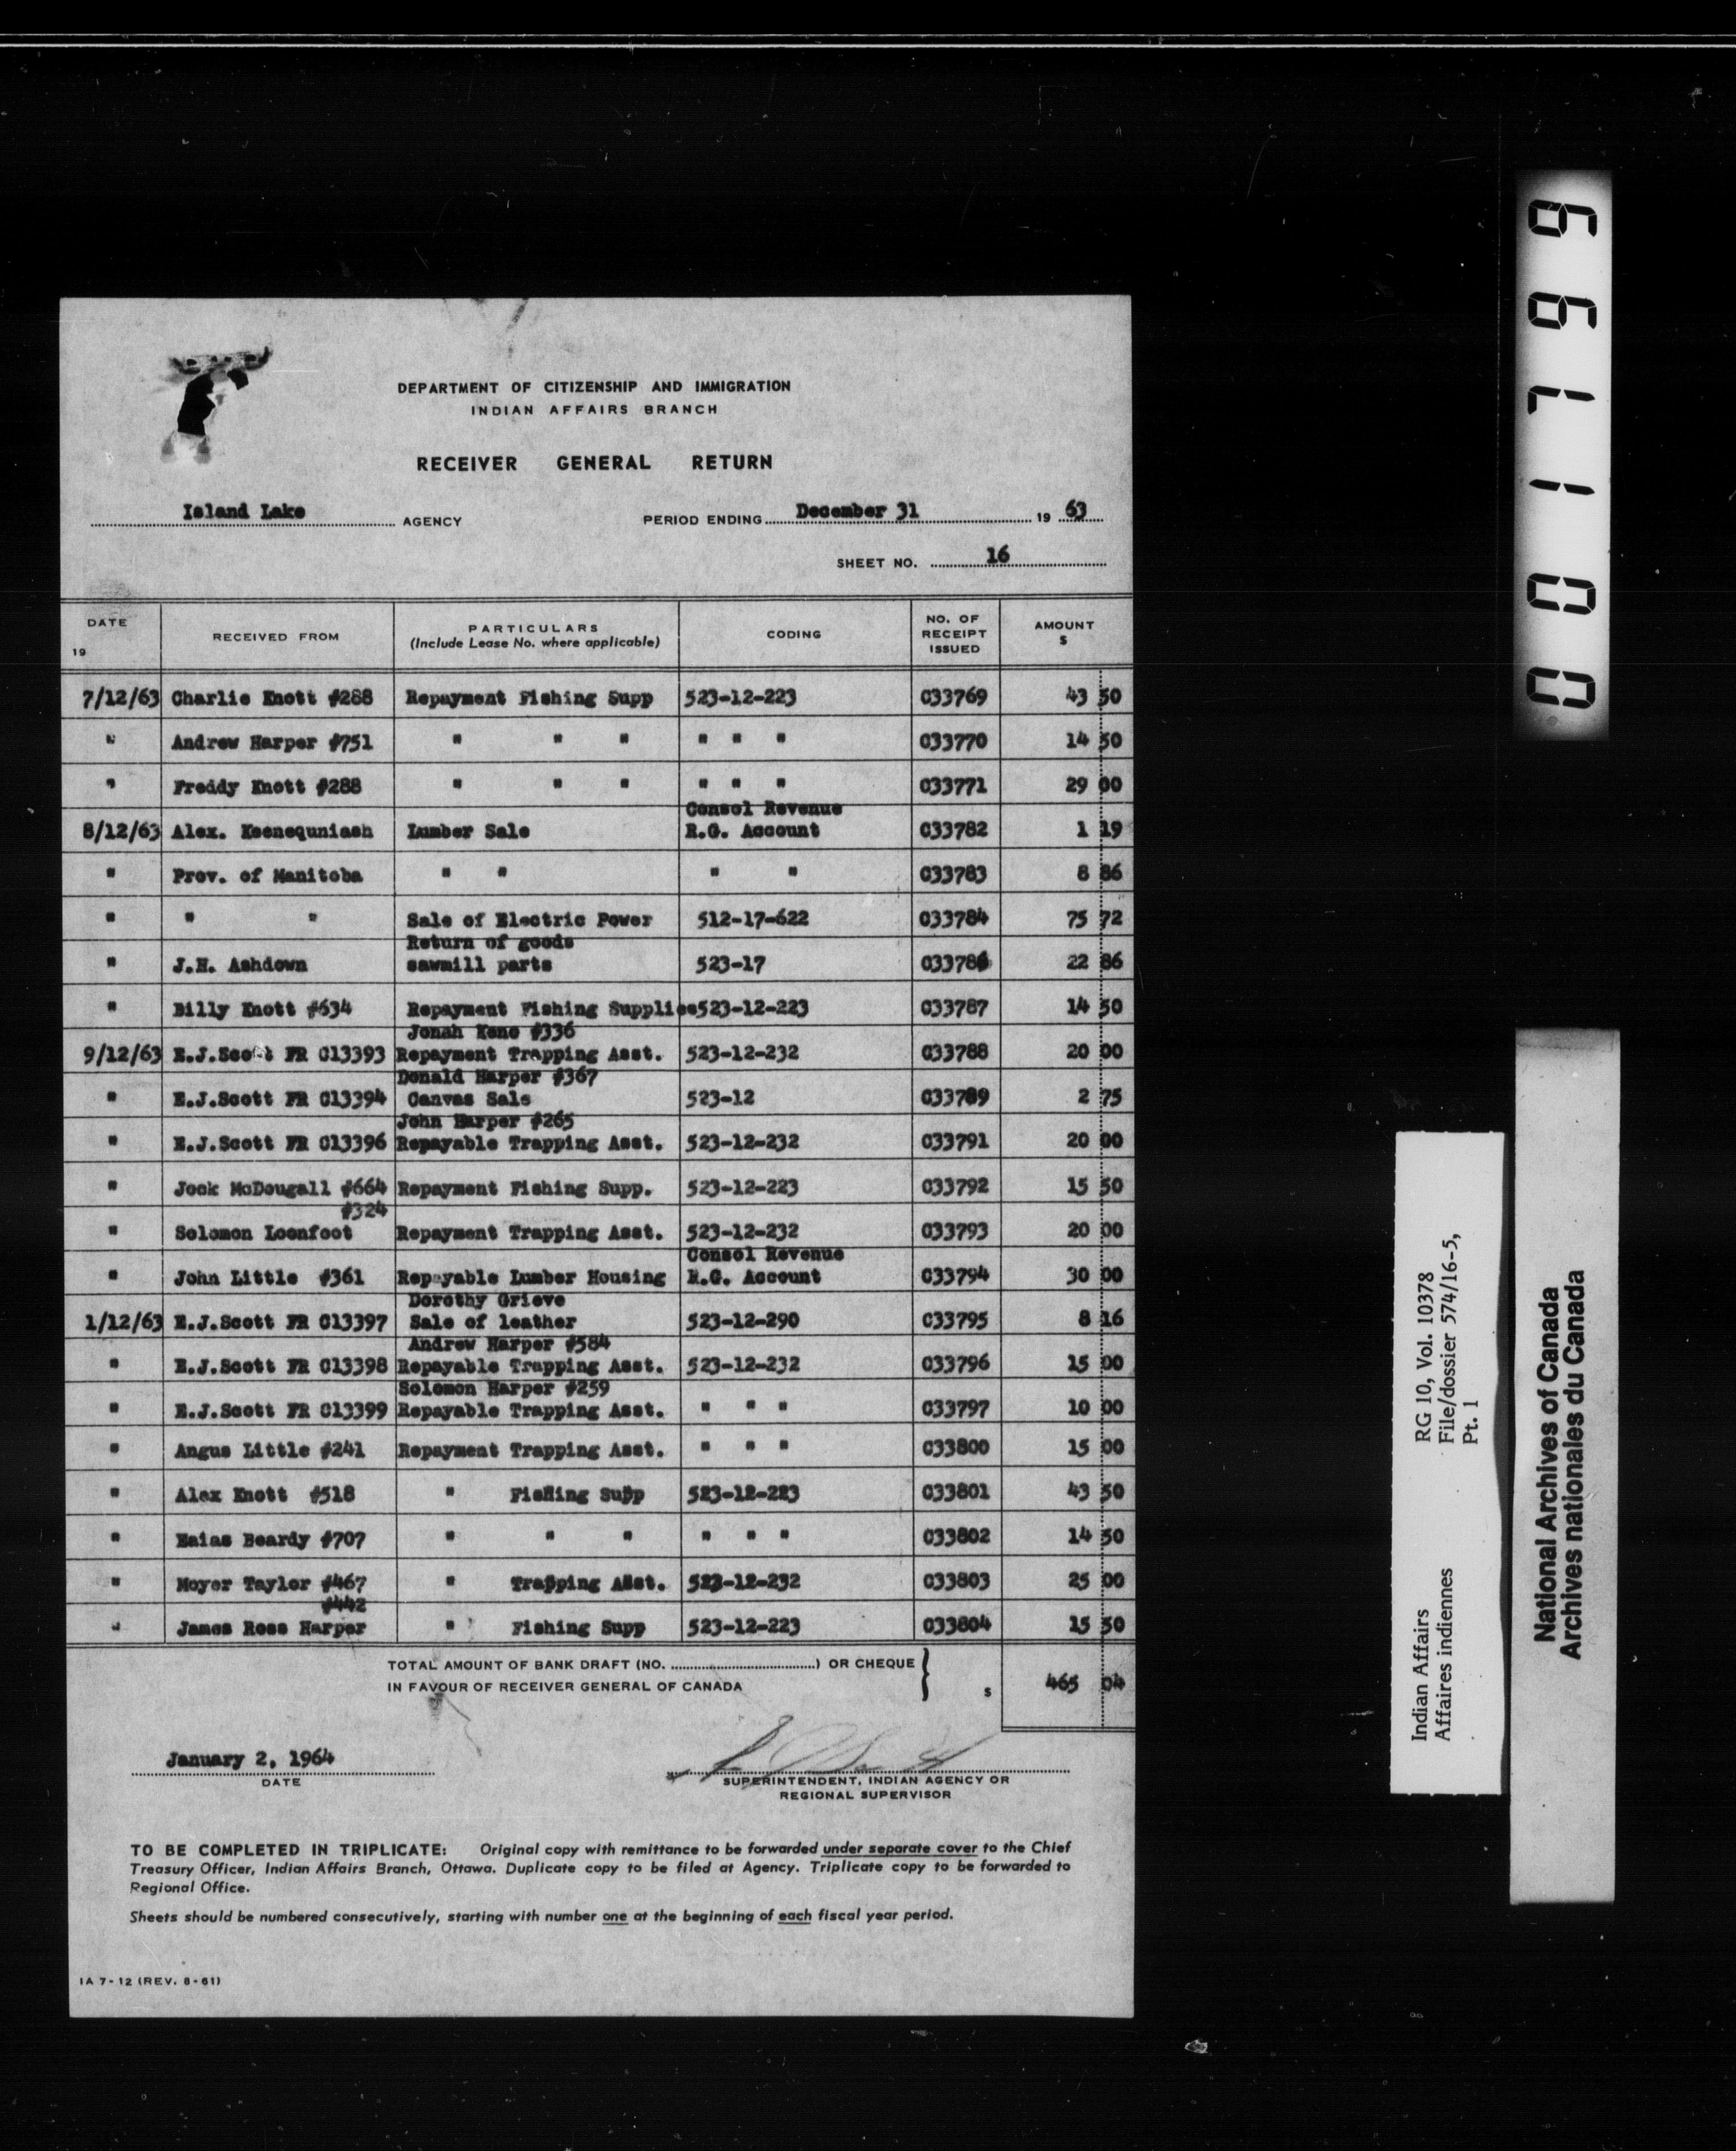 DEPARTMENT OF CITIZENSHIP AND IMMIGRATION
INDIAN AFFAIRS BRANCH
RECEIVER GENERAL RETURN
Island Lake AGENCY PERIOD ENDING December 31 19 63
SHEET NO. 16
DATE 19 RECEIVED FROM PARTICULARS (Include Lease No. where applicable) CODING NO. OF RECEIPT ISSUED AMOUNT $
7/12/63 Charlie Knott #288 Repayment Fishing Supp 523-12-223 033769 43 50
" Andrew Harper #751 " " " " " " 033770 14 50
" Freddy Knott #288 " " " " " " 033771 29 00
Consol Revenue
8/12/63 Alex. Keenequniash Lumber Sale R.G. Account 033782 1 19
" Prov. of Manitoba " " " " 033783 8 86
" " " Sale of Electric Power 512-17-622 033784 75 72
Return of goods
" J.H. Ashdown sawmill parts 523-17 033786 22 86
" Billy Knott #634 Repayment Fishing Supplies523-12-223 033787 14 50
Jonah Keno #336
9/12/63 E.J.Scott FR C13393 Repayment Trapping Asst. 523-12-232 033788 20 00
Donald Harper #367
" E.J.Scott FR C13394 Canvas Sale 523-12 033789 2 75
John Harper #265
" E.J.Scott FR C13396 Repayable Trapping Asst. 523-12-232 033791 20 00
" Jock McDougall #664 Repayment Fishing Supp. 523-12-223 033792 15 50
#324
" Solomon Loonfoot Repayment Trapping Asst. 523-12-232 033793 20 00
Consol Revenue
" John Little #361 Repayable Lumber Housing R.G. Account 033794 30 00
Dorothy Grieve
1/12/63 E.J.Scott FR C13397 Sale of leather 523-12-290 033795 8 16
Andrew Harper #584
" E.J.Scott FR C13398 Repayable Trapping Asst. 523-12-232 033796 15 00
Solomon Harper #259
" E.J.Scott FR C13399 Repayable Trapping Asst. " " " 033797 10 00
" Angus Little #241 Repayment Trapping Asst. " " " 033800 15 00
" Alex Knott #518 " Fishing Supp 523-12-223 033801 43 50
" Eaias Beardy #707 " " " " " " 033802 14 50
" Moyer Taylor #467 " Trapping Asst. 523-12-232 033803 25 00
#442
" James Ross Harper " Fishing Supp 523-12-223 033804 15 50
TOTAL AMOUNT OF BANK DRAFT (NO. ) OR CHEQUE
IN FAVOUR OF RECEIVER GENERAL OF CANADA } $ 465 04
January 2, 1964
DATE
SUPERINTENDENT, INDIAN AGENCY OR
REGIONAL SUPERVISOR
TO BE COMPLETED IN TRIPLICATE: Original copy with remittance to be forwarded under separate cover to the Chief
Treasury Officer, Indian Affairs Branch, Ottawa. Duplicate copy to be filed at Agency. Triplicate copy to be forwarded to
Regional Office.
Sheets should be numbered consecutively, starting with number one at the beginning of each fiscal year period.
IA 7-12 (REV. 8-61)
001799
Indian Affairs RG 10, Vol. 10378
Affaires indiennes File/dossier 574/16-5,
Pt. 1
National Archives of Canada
Archives nationales du Canada